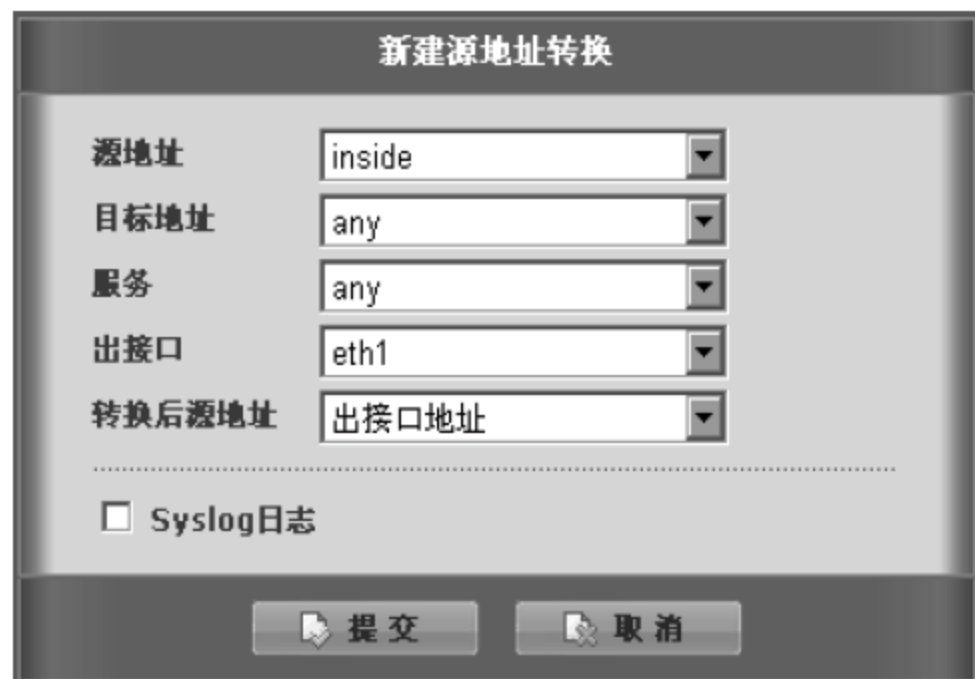 新建源地址转换
源地址 inside
目标地址 any
服务 any
出接口 eth1
转换后源地址 出接口地址
Syslog日志
提交 取消